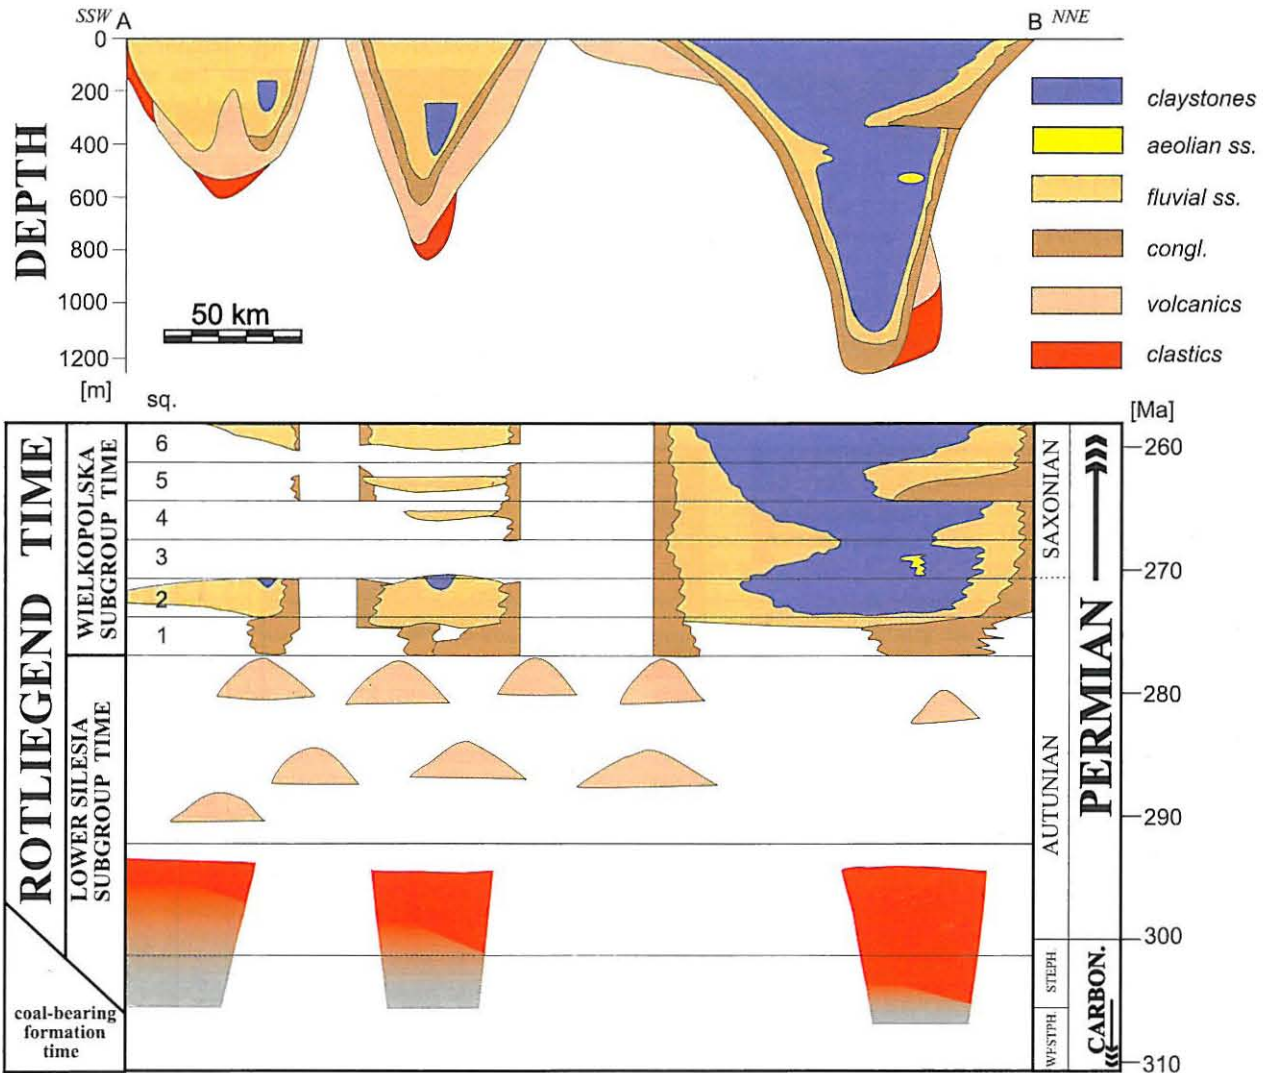 SSW A
B NNE
0
200
400
600
800
1000
1200
[m]
DEPTH
50 km
claystones
aeolian ss.
fluvial ss.
congl.
volcanics
clastics
sq.
[Ma]
6
5
4
3
2
1
ROTLIEGEND TIME
WIELKOPOLSKA
SUBGROUP TIME
LOWER SILESIA
SUBGROUP TIME
coal-bearing
formation
time
SAXONIAN
AUTUNIAN
STEPH.
WESTPH.
PERMIAN
CARBON.
260
270
280
290
300
310